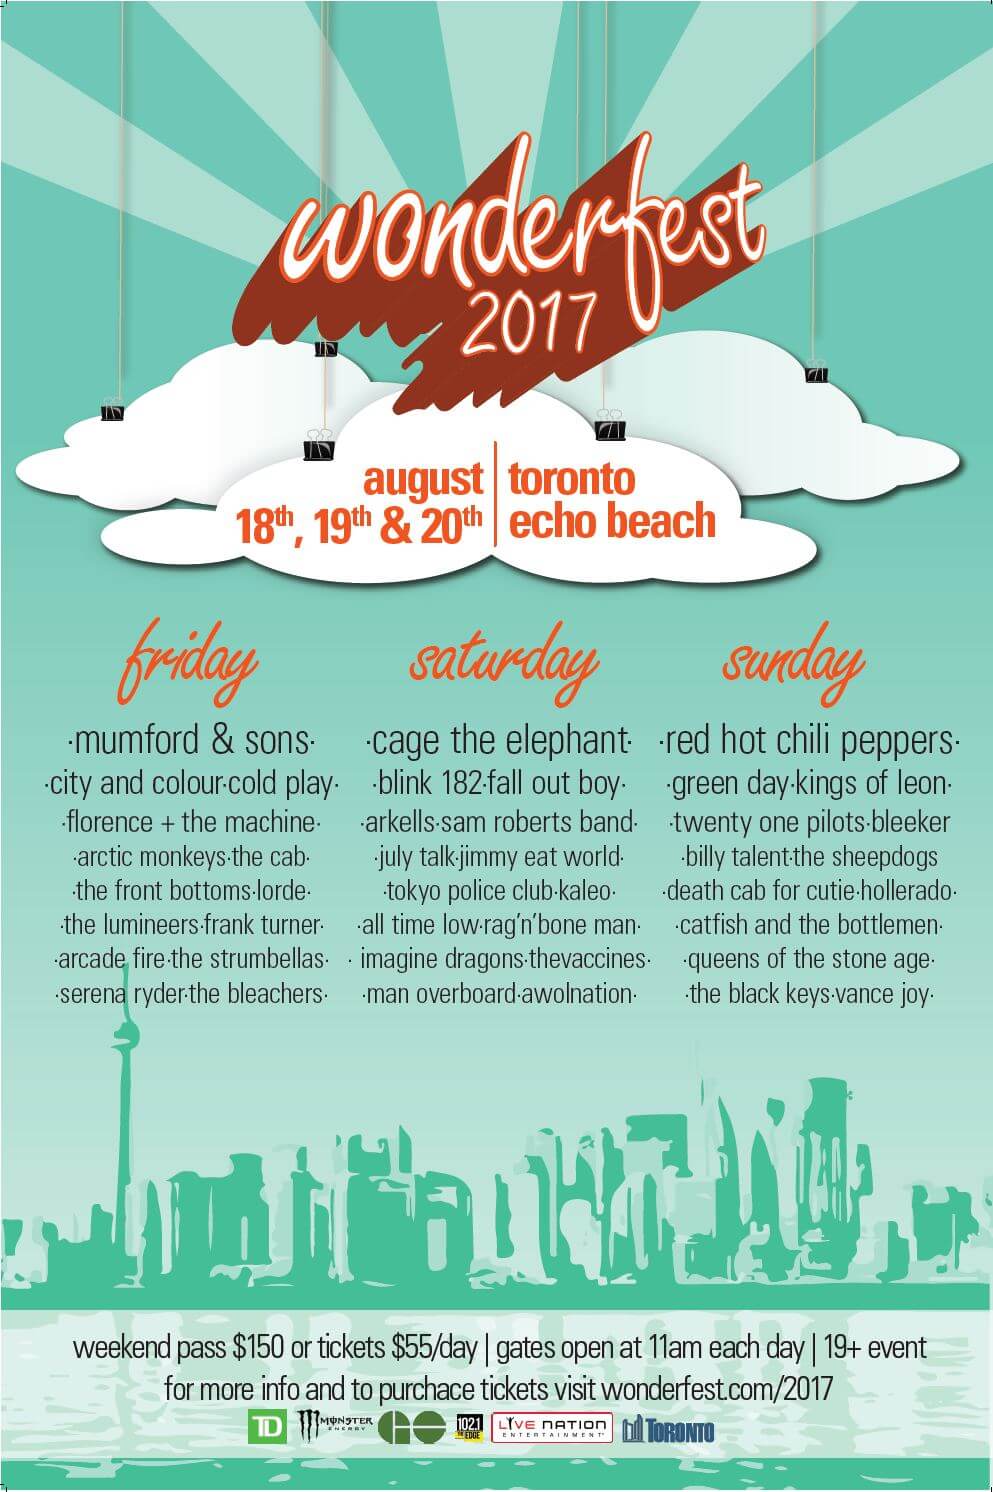 wonderfest
2017
august
18th, 19th & 20th
toronto
echo beach
friday
·mumford & sons·
·city and colour·cold play·
·florence + the machine·
·arctic monkeys·the cab·
·the front bottoms·lorde·
·the lumineers·frank turner·
·arcade fire·the strumbellas·
·serena ryder·the bleachers·
saturday
·cage the elephant·
·blink 182·fall out boy·
·arkells·sam roberts band·
·july talk·jimmy eat world·
·tokyo police club·kaleo·
·all time low·rag'n'bone man·
· imagine dragons·thevaccines·
·man overboard·awolnation·
sunday
·red hot chili peppers·
·green day·kings of leon·
·twenty one pilots·bleeker
·billy talent·the sheepdogs
·death cab for cutie·hollerado·
·catfish and the bottlemen·
·queens of the stone age·
·the black keys·vance joy·
weekend pass $150 or tickets $55/day | gates open at 11am each day | 19+ event
for more info and to purchace tickets visit wonderfest.com/2017
TD
MONSTER
ENERGY
GO
102.1
THE EDGE
LIVE NATION
ENTERTAINMENT
TORONTO